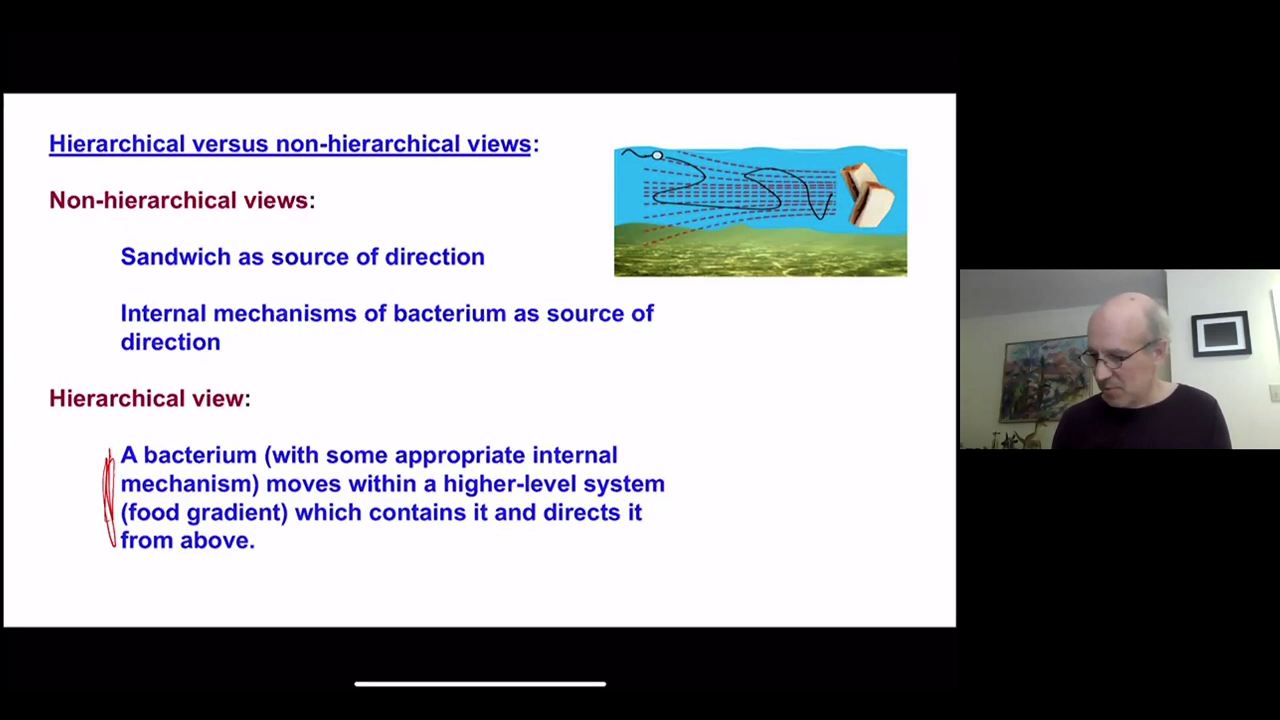 Hierarchical versus non-hierarchical views:
Non-hierarchical views:
Sandwich as source of direction
Internal mechanisms of bacterium as source of
direction
Hierarchical view:
A bacterium (with some appropriate internal
mechanism) moves within a higher-level system
(food gradient) which contains it and directs it
from above.